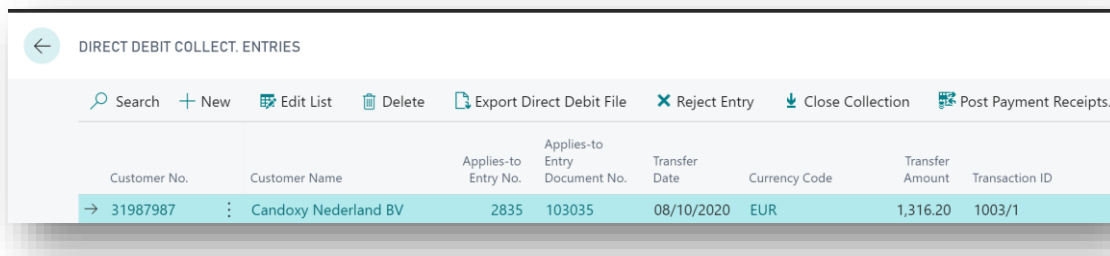 DIRECT DEBIT COLLECT. ENTRIES
Search New Edit List Delete Export Direct Debit File Reject Entry Close Collection Post Payment Receipts.
Customer No. Customer Name Applies-to Entry No. Applies-to Entry Document No. Transfer Date Currency Code Transfer Amount Transaction ID
31987987 Candoxy Nederland BV 2835 103035 08/10/2020 EUR 1,316.20 1003/1